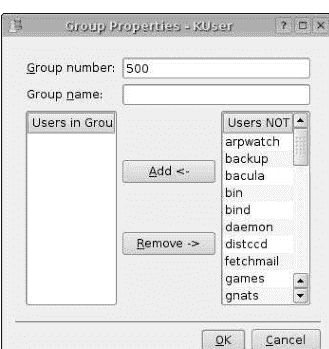 Group Properties - KUser
Group number: 500
Group name:
Users in Grou
Users NOT
Add <-
Remove ->
arpwatch
backup
bacula
bin
bind
daemon
distccd
fetchmail
games
gnats
OK
Cancel